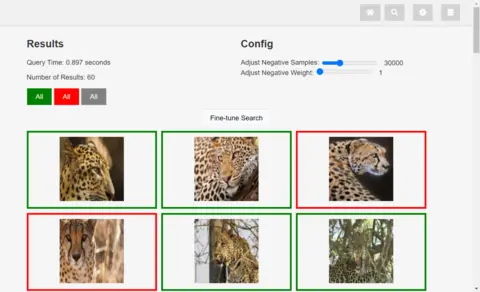 Results
Config
Query Time: 0.897 seconds
Adjust Negative Samples: 30000
Adjust Negative Weight: 1
Number of Results: 60
All
All
All
Fine-tune Search